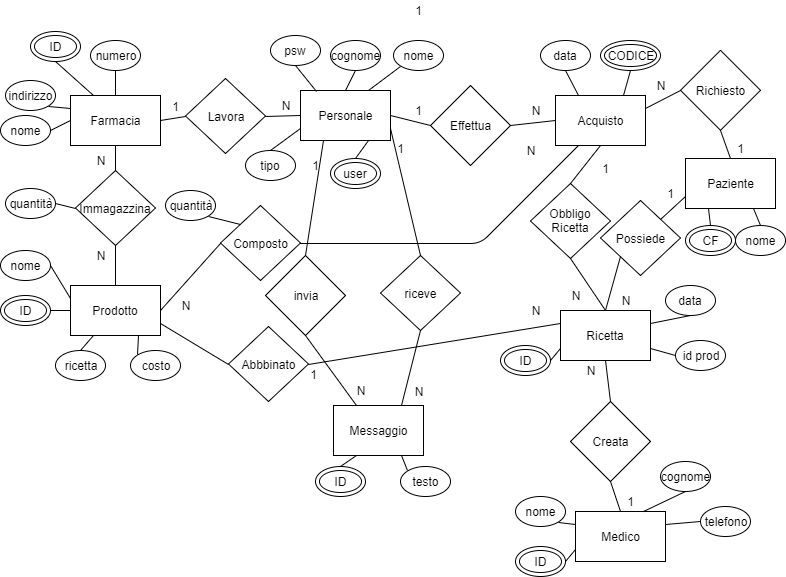 1
ID
numero
psw
cognome
nome
data
CODICE
indirizzo
nome
Farmacia
1
Lavora
N
Personale
1
Effettua
N
Acquisto
N
Richiesto
tipo
1
user
1
N
1
1
Paziente
N
quantità
Immagazzina
quantità
Composto
Obbligo
Ricetta
1
Possiede
CF
nome
N
nome
ID
Prodotto
N
invia
riceve
N
N
N
data
Ricetta
ricetta
costo
Abbbinato
1
ID
id prod
N
N
N
Messaggio
Creata
ID
testo
cognome
1
nome
Medico
telefono
ID